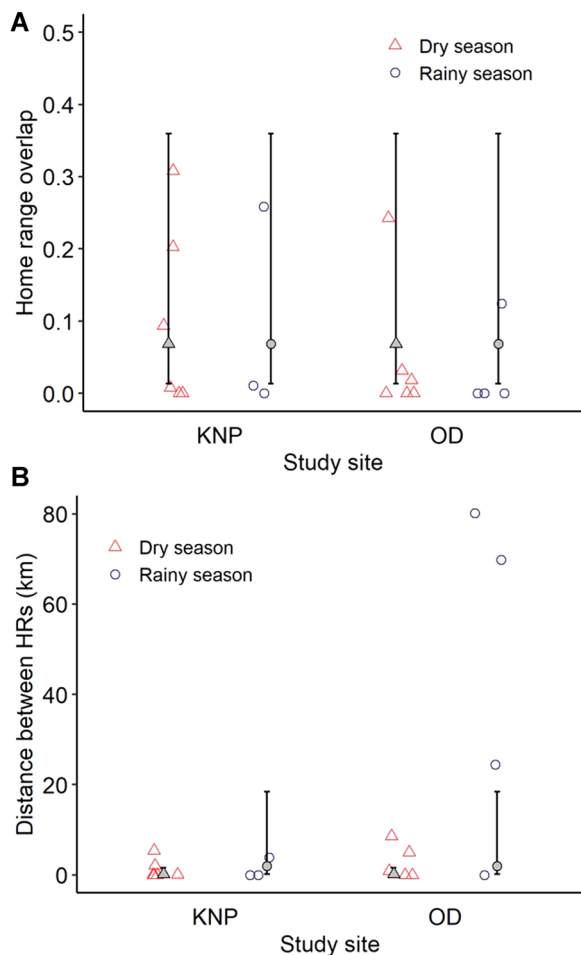 A
Dry season
Rainy season
0.5
0.4
0.3
0.2
0.1
0.0
Home range overlap
KNP OD
Study site
B
80
60
40
20
0
Distance between HRs (km)
Dry season
Rainy season
KNP OD
Study site